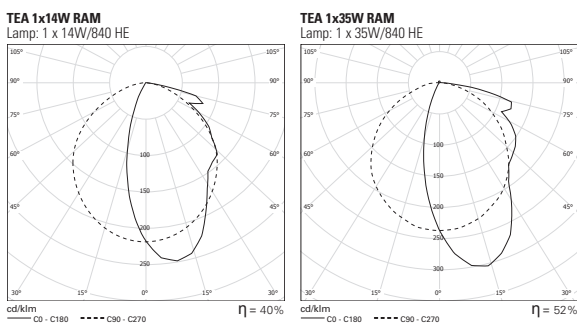 TEA 1x14W RAM
Lamp: 1 x 14W/840 HE
105° 105°
90° 90°
75° 75°
60° 60°
45° 45°
30° 15° 0° 15° 30°
100
150
200
250
cd/klm
C0 - C180 C90 - C270
η = 40%
TEA 1x35W RAM
Lamp: 1 x 35W/840 HE
105° 105°
90° 90°
75° 75°
60° 60°
45° 45°
30° 15° 0° 15° 30°
100
150
200
250
300
cd/klm
C0 - C180 C90 - C270
η = 52%